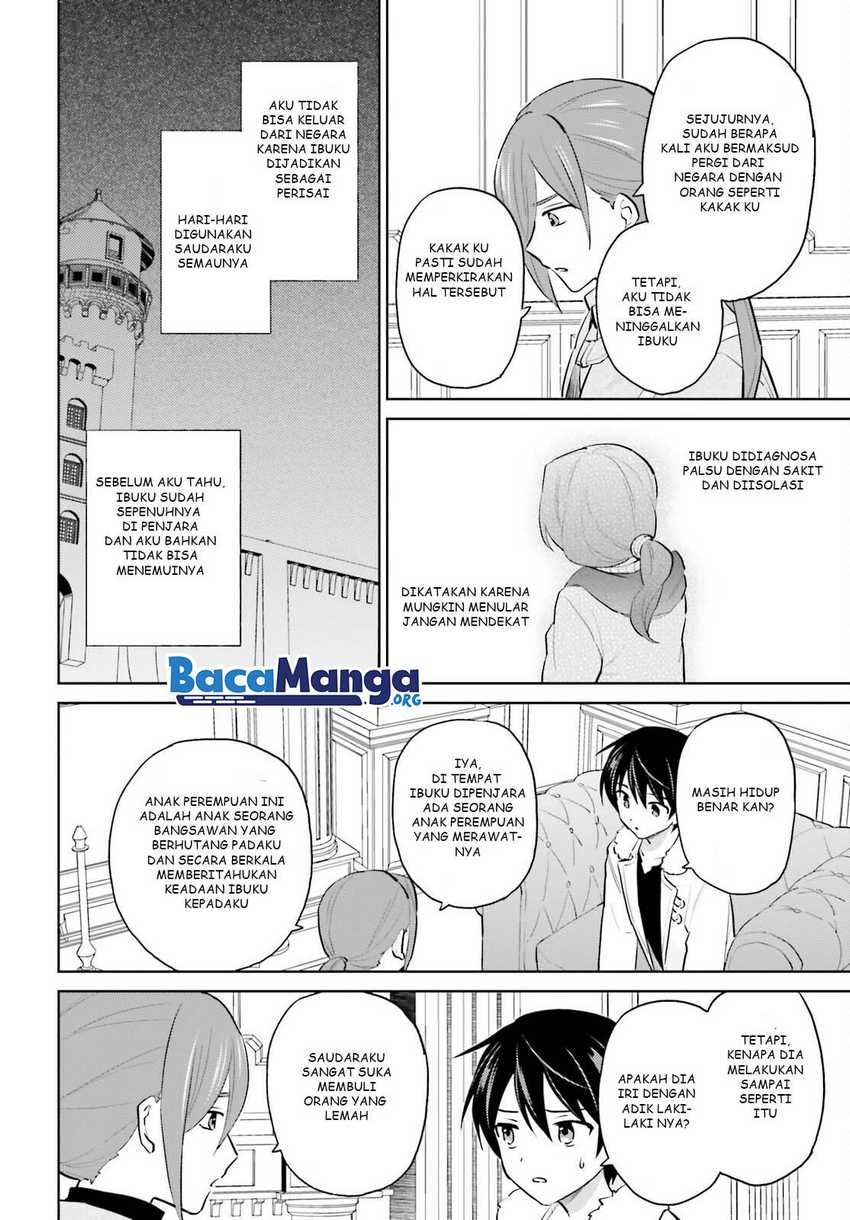 SEJUJURNYA,
SUDAH BERAPA
KALI AKU BERMAKSUD
PERGI DARI
NEGARA DENGAN
ORANG SEPERTI
KAKAK KU
TETAPI,
AKU TIDAK
BISA ME-
NINGGALKAN
IBUKU
KAKAK KU
PASTI SUDAH
MEMPERKIRAKAN
HAL TERSEBUT
IBUKU DIDIAGNOSA
PALSU DENGAN SAKIT
DAN DIISOLASI
DIKATAKAN KARENA
MUNGKIN MENULAR
JANGAN MENDEKAT
AKU TIDAK
BISA KELUAR
DARI NEGARA
KARENA IBUKU
DIJADIKAN
SEBAGAI
PERISAI
HARI-HARI
DIGUNAKAN
SAUDARAKU
SEMAUNYA
SEBELUM AKU TAHU,
IBUKU SUDAH
SEPENUHNYA
DI PENJARA
DAN AKU BAHKAN
TIDAK BISA
MENEMUINYA
BacaManga
.ORG
MASIH HIDUP
BENAR KAN?
IYA,
DI TEMPAT
IBUKU DIPENJARA
ADA SEORANG
ANAK PEREMPUAN
YANG MERAWAT-
NYA
ANAK PEREMPUAN INI
ADALAH ANAK SEORANG
BANGSAWAN YANG
BERHUTANG PADAKU
DAN SECARA BERKALA
MEMBERITAHUKAN
KEADAAN IBUKU
KEPADAKU
TETAPI,
KENAPA DIA
MELAKUKAN
SAMPAI
SEPERTI
ITU
APAKAH DIA
IRI DENGAN
ADIK LAKI-
LAKI NYA?
SAUDARAKU
SANGAT SUKA
MEMBULI
ORANG YANG
LEMAH